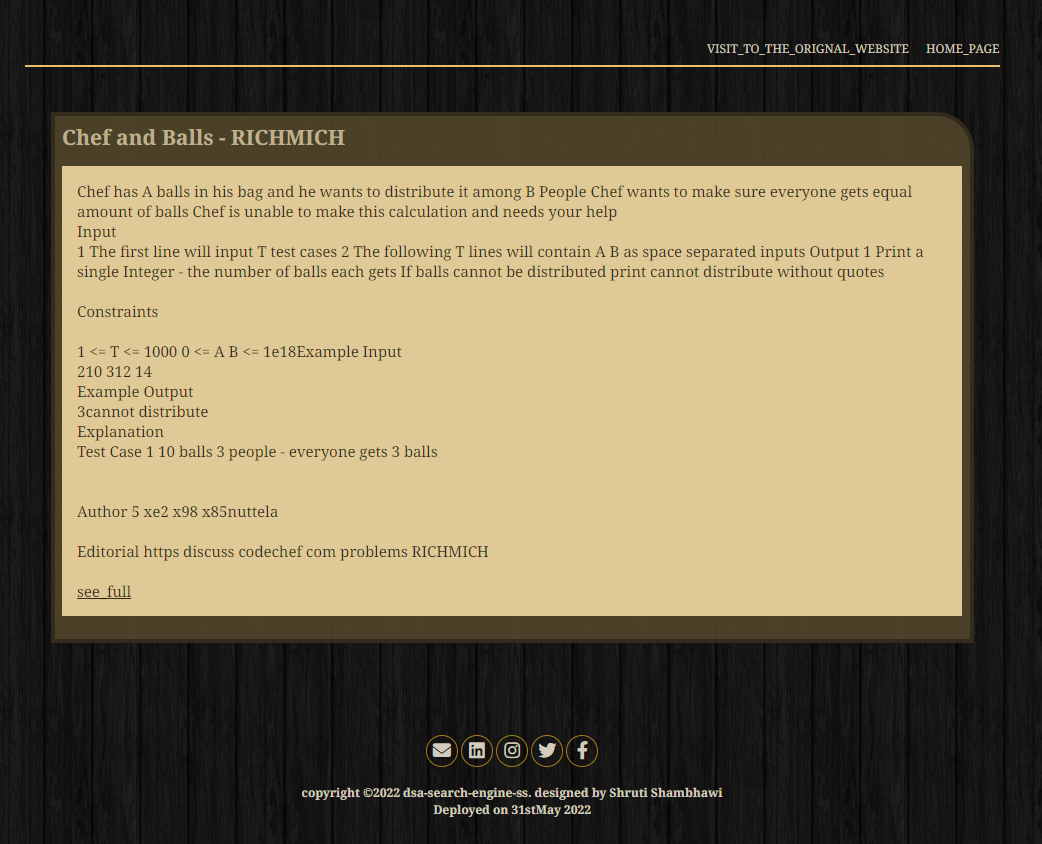 VISIT_TO_THE_ORIGNAL_WEBSITE HOME_PAGE
Chef and Balls - RICHMICH
Chef has A balls in his bag and he wants to distribute it among B People Chef wants to make sure everyone gets equal
amount of balls Chef is unable to make this calculation and needs your help
Input
1 The first line will input T test cases 2 The following T lines will contain A B as space separated inputs Output 1 Print a
single Integer - the number of balls each gets If balls cannot be distributed print cannot distribute without quotes
Constraints
1 <= T <= 1000 0 <= A B <= 1e18Example Input
210 312 14
Example Output
3cannot distribute
Explanation
Test Case 1 10 balls 3 people - everyone gets 3 balls
Author 5 xe2 x98 x85nuttela
Editorial https discuss codechef com problems RICHMICH
see_full
copyright ©2022 dsa-search-engine-ss. designed by Shruti Shambhawi
Deployed on 31stMay 2022